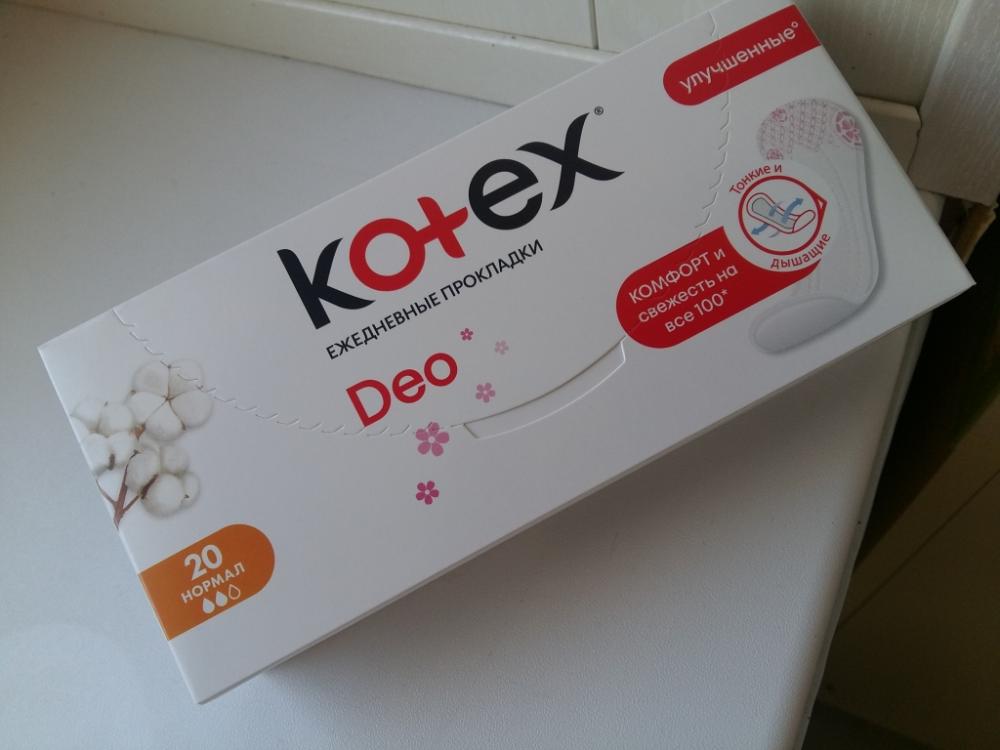 улучшенные°
kotex®
ЕЖЕДНЕВНЫЕ ПРОКЛАДКИ
Deo
Тонкие и
дышащие
КОМФОРТ и
свежесть на
все 100*
20
НОРМАЛ